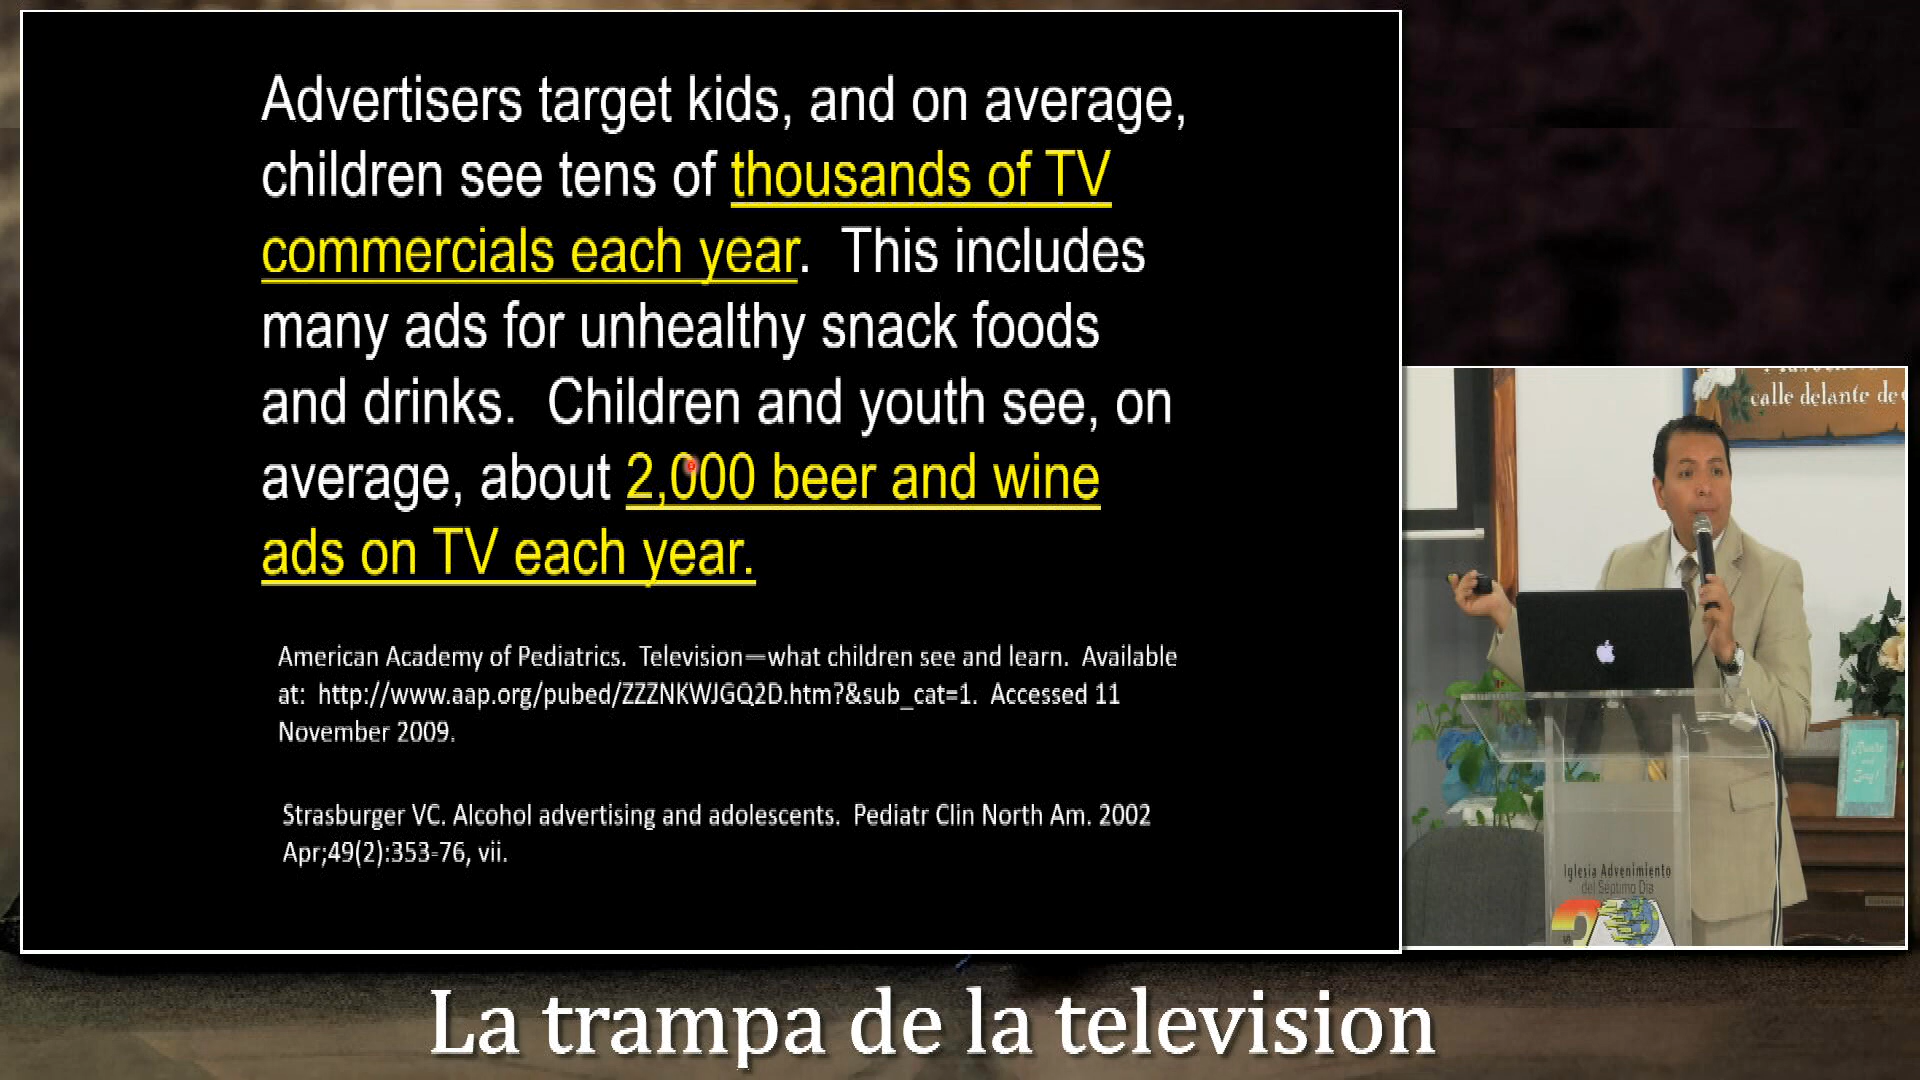 Advertisers target kids, and on average,
children see tens of thousands of TV
commercials each year.  This includes
many ads for unhealthy snack foods
and drinks.  Children and youth see, on
average, about 2,000 beer and wine
ads on TV each year.
American Academy of Pediatrics.  Television—what children see and learn.  Available
at:  http://www.aap.org/pubed/ZZZNKWJGQ2D.htm?&sub_cat=1.  Accessed 11
November 2009.
Strasburger VC. Alcohol advertising and adolescents.  Pediatr Clin North Am. 2002
Apr;49(2):353-76, vii.
calle delante de
Iglesia Advenimiento
del Séptimo Día
La trampa de la television